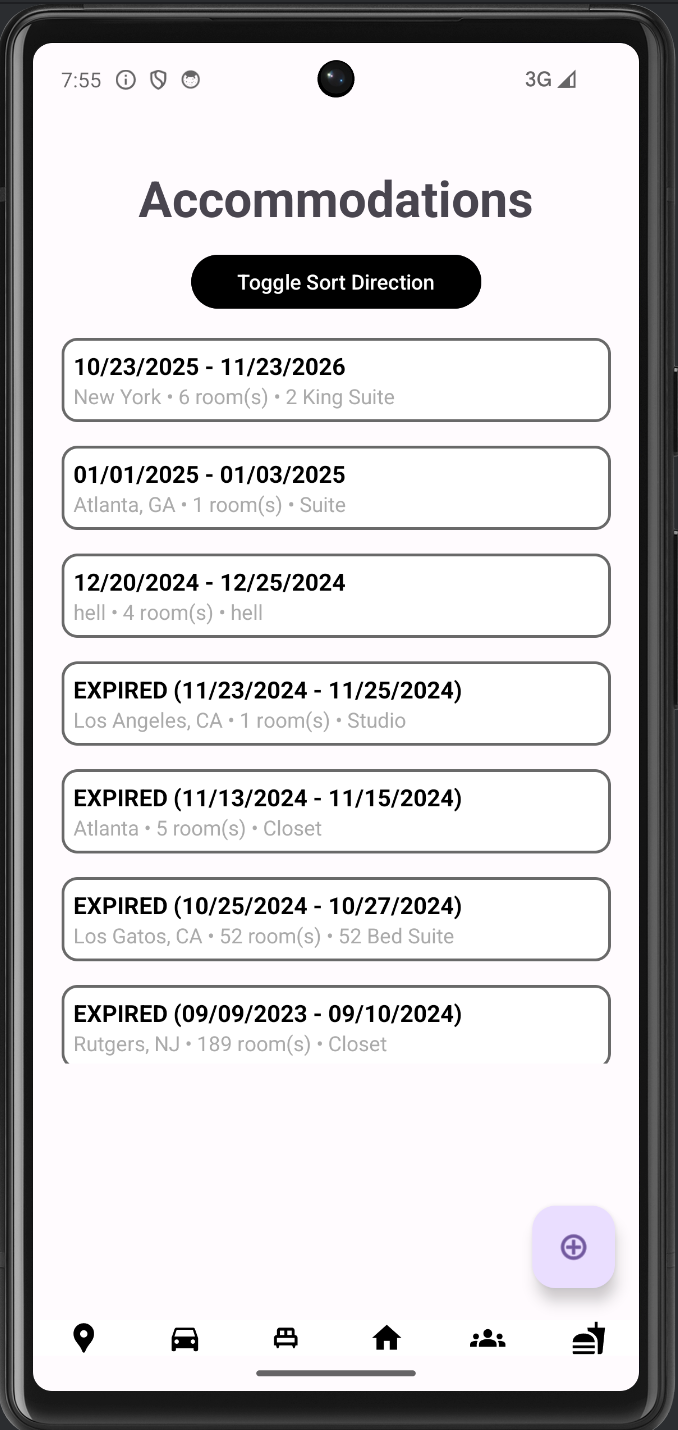 7:55
3G
Accommodations
Toggle Sort Direction
10/23/2025 - 11/23/2026
New York • 6 room(s) • 2 King Suite
01/01/2025 - 01/03/2025
Atlanta, GA • 1 room(s) • Suite
12/20/2024 - 12/25/2024
hell • 4 room(s) • hell
EXPIRED (11/23/2024 - 11/25/2024)
Los Angeles, CA • 1 room(s) • Studio
EXPIRED (11/13/2024 - 11/15/2024)
Atlanta • 5 room(s) • Closet
EXPIRED (10/25/2024 - 10/27/2024)
Los Gatos, CA • 52 room(s) • 52 Bed Suite
EXPIRED (09/09/2023 - 09/10/2024)
Rutgers, NJ • 189 room(s) • Closet